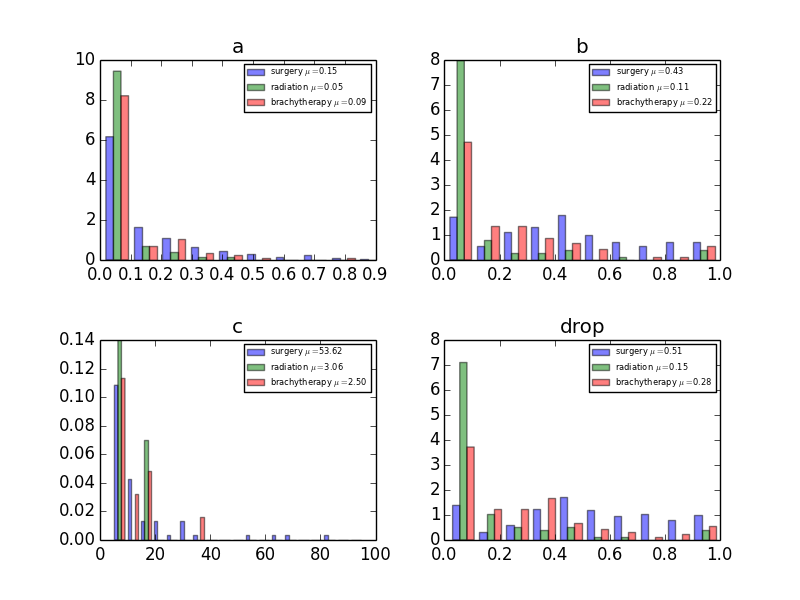 a
10
8
6
4
2
0
0.0 0.1 0.2 0.3 0.4 0.5 0.6 0.7 0.8 0.9
surgery μ=0.15
radiation μ=0.05
brachytherapy μ=0.09
b
8
7
6
5
4
3
2
1
0
0.0 0.2 0.4 0.6 0.8 1.0
surgery μ=0.43
radiation μ=0.11
brachytherapy μ=0.22
c
0.14
0.12
0.10
0.08
0.06
0.04
0.02
0.00
0 20 40 60 80 100
surgery μ=53.62
radiation μ=3.06
brachytherapy μ=2.50
drop
8
7
6
5
4
3
2
1
0
0.0 0.2 0.4 0.6 0.8 1.0
surgery μ=0.51
radiation μ=0.15
brachytherapy μ=0.28